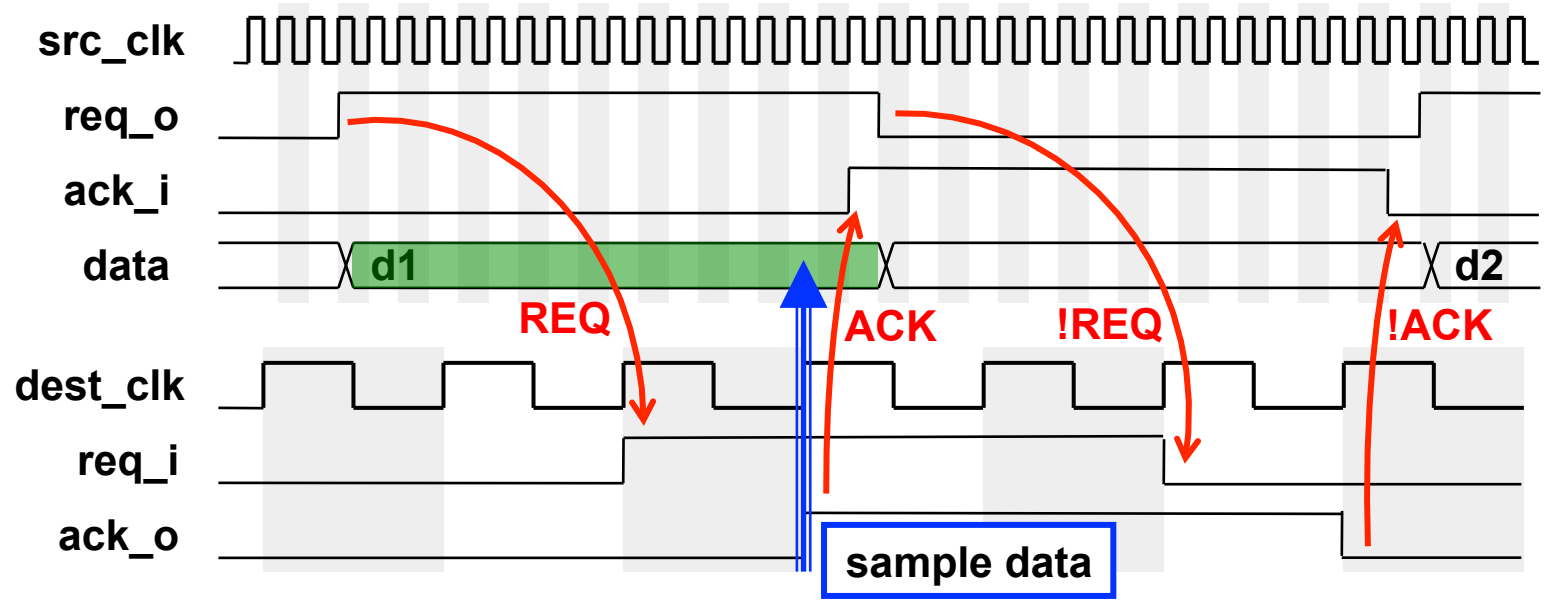 src_clk
req_o
ack_i
data d1 d2
REQ ACK !REQ !ACK
dest_clk
req_i
ack_o
sample data